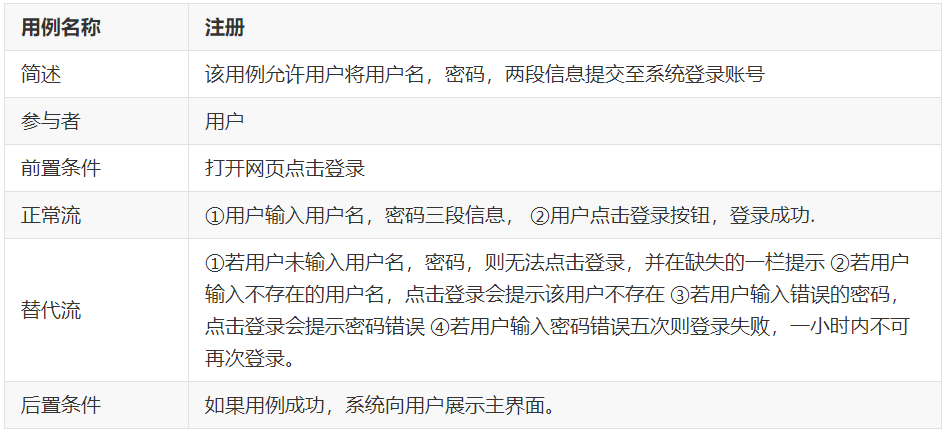 用例名称 注册
简述 该用例允许用户将用户名，密码，两段信息提交至系统登录账号
参与者 用户
前置条件 打开网页点击登录
正常流 ①用户输入用户名，密码三段信息， ②用户点击登录按钮，登录成功.
替代流 ①若用户未输入用户名，密码，则无法点击登录，并在缺失的一栏提示 ②若用户
输入不存在的用户名，点击登录会提示该用户不存在 ③若用户输入错误的密码，
点击登录会提示密码错误 ④若用户输入密码错误五次则登录失败，一小时内不可
再次登录。
后置条件 如果用例成功，系统向用户展示主界面。